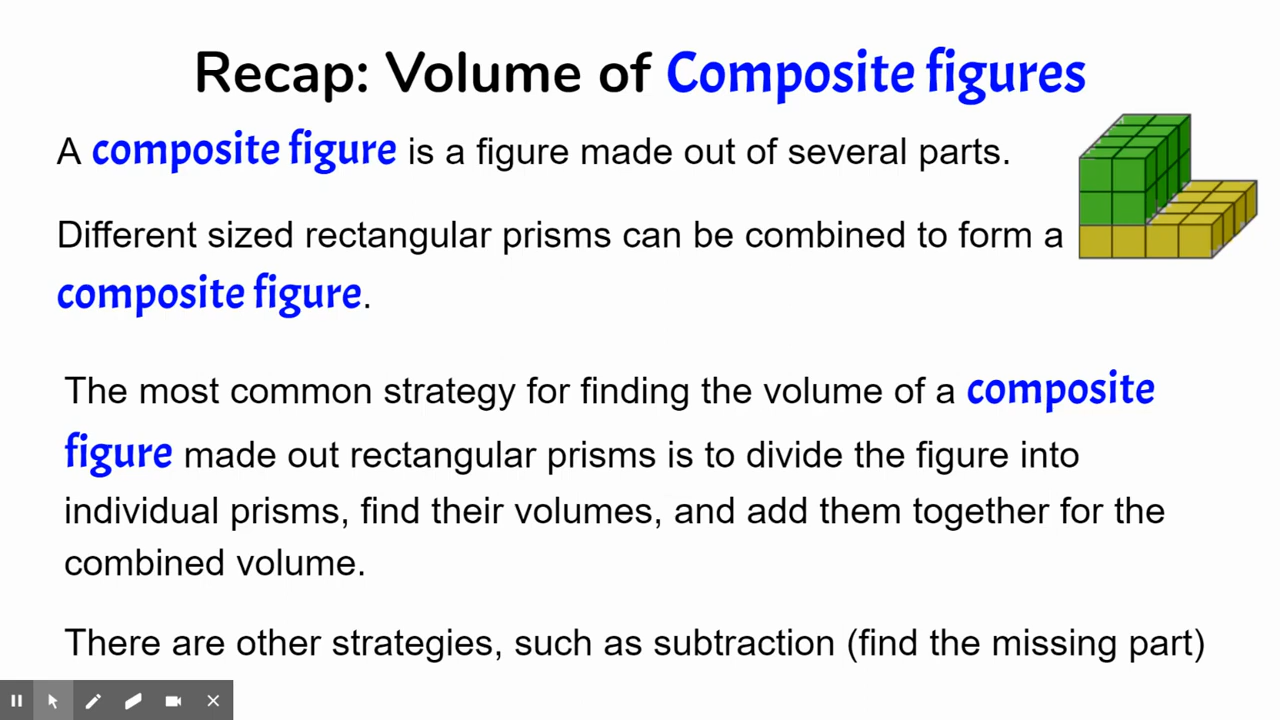 Recap: Volume of Composite figures
A composite figure is a figure made out of several parts.
Different sized rectangular prisms can be combined to form a
composite figure.
The most common strategy for finding the volume of a composite
figure made out rectangular prisms is to divide the figure into
individual prisms, find their volumes, and add them together for the
combined volume.
There are other strategies, such as subtraction (find the missing part)